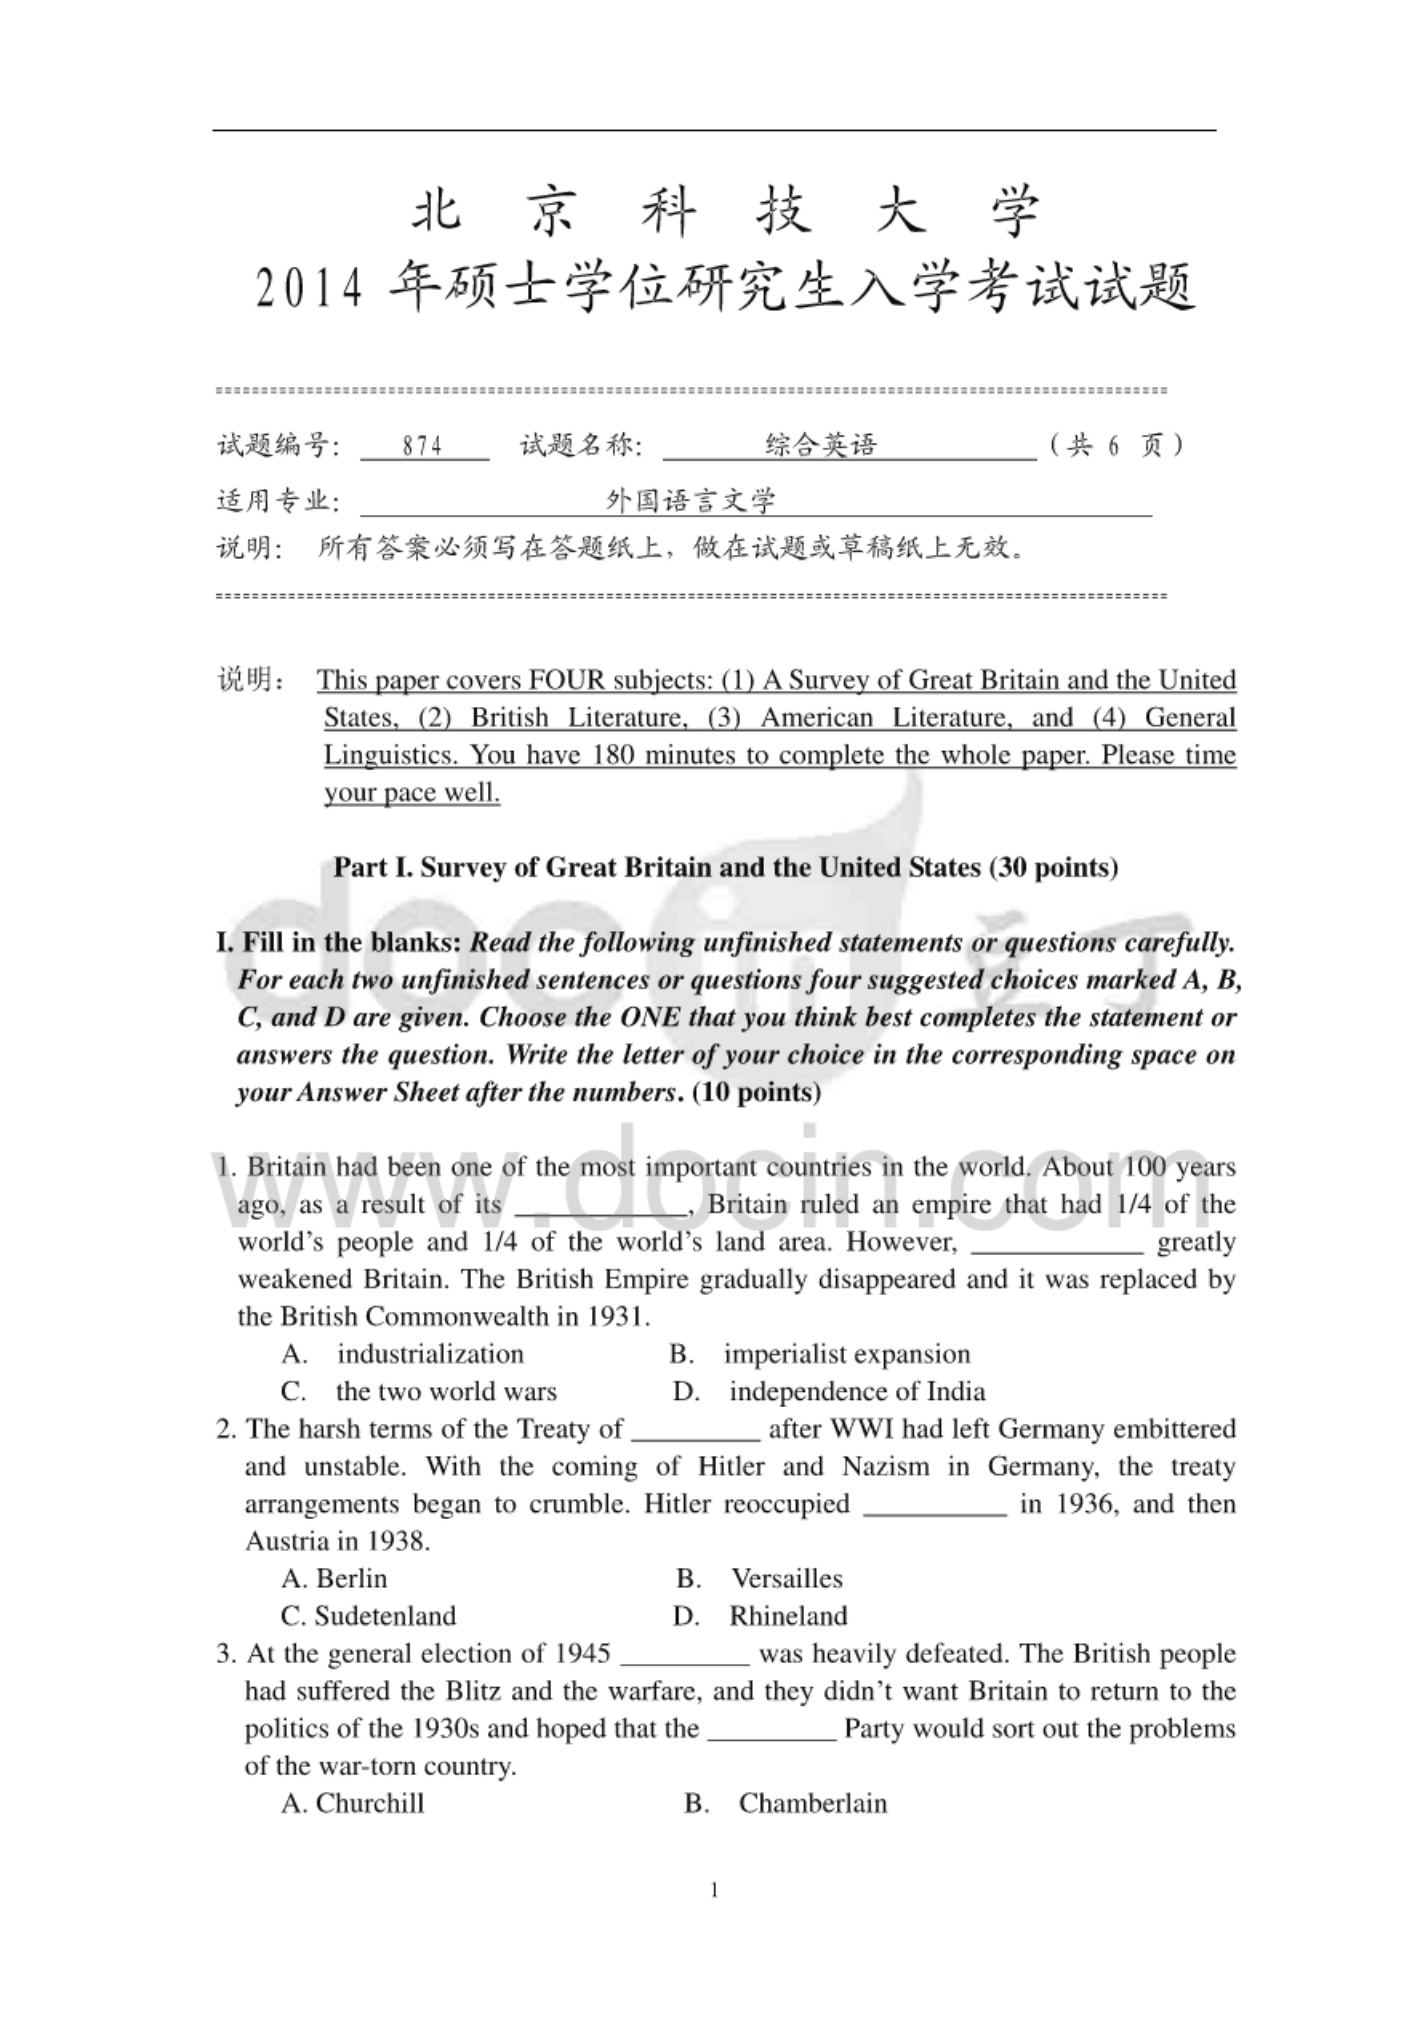 北 京 科 技 大 学
2014 年硕士学位研究生入学考试试题
试题编号： 874 试题名称： 综合英语 （共 6 页）
适用专业： 外国语言文学
说明： 所有答案必须写在答题纸上，做在试题或草稿纸上无效。
说明： This paper covers FOUR subjects: (1) A Survey of Great Britain and the United
States, (2) British Literature, (3) American Literature, and (4) General
Linguistics. You have 180 minutes to complete the whole paper. Please time
your pace well.
Part I. Survey of Great Britain and the United States (30 points)
I. Fill in the blanks: Read the following unfinished statements or questions carefully.
For each two unfinished sentences or questions four suggested choices marked A, B,
C, and D are given. Choose the ONE that you think best completes the statement or
answers the question. Write the letter of your choice in the corresponding space on
your Answer Sheet after the numbers. (10 points)
docin 豆丁
www.docin.com
1. Britain had been one of the most important countries in the world. About 100 years
ago, as a result of its ____________, Britain ruled an empire that had 1/4 of the
world's people and 1/4 of the world's land area. However, ____________ greatly
weakened Britain. The British Empire gradually disappeared and it was replaced by
the British Commonwealth in 1931.
A. industrialization B. imperialist expansion
C. the two world wars D. independence of India
2. The harsh terms of the Treaty of _________ after WWI had left Germany embittered
and unstable. With the coming of Hitler and Nazism in Germany, the treaty
arrangements began to crumble. Hitler reoccupied __________ in 1936, and then
Austria in 1938.
A. Berlin B. Versailles
C. Sudetenland D. Rhineland
3. At the general election of 1945 _________ was heavily defeated. The British people
had suffered the Blitz and the warfare, and they didn't want Britain to return to the
politics of the 1930s and hoped that the _________ Party would sort out the problems
of the war-torn country.
A. Churchill B. Chamberlain
1